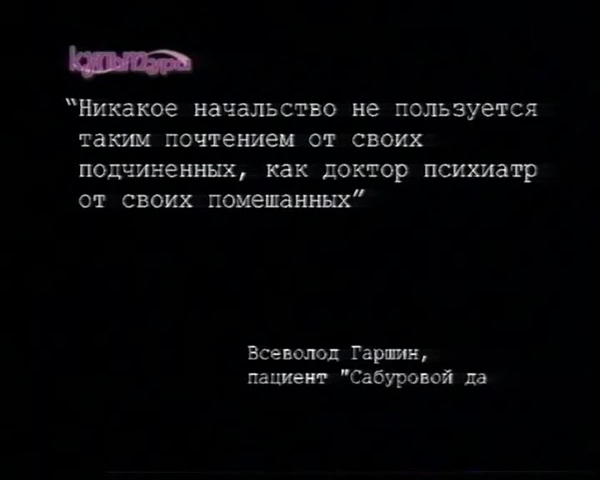 культура
“Никакое начальство не пользуется
таким почтением от своих
подчиненных, как доктор психиатр
от своих помешанных”
Всеволод Гаршин,
пациент "Сабуровой да